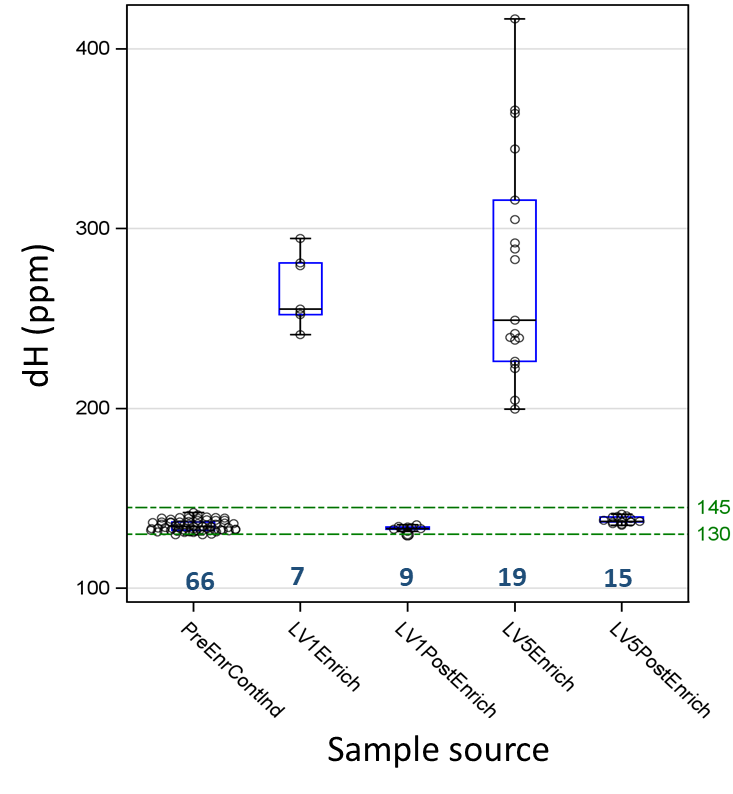 400
300
200
100
dH (ppm)
145
130
66 7 9 19 15
PreEnrContInd LV1Enrich LV1PostEnrich LV5Enrich LV5PostEnrich
Sample source